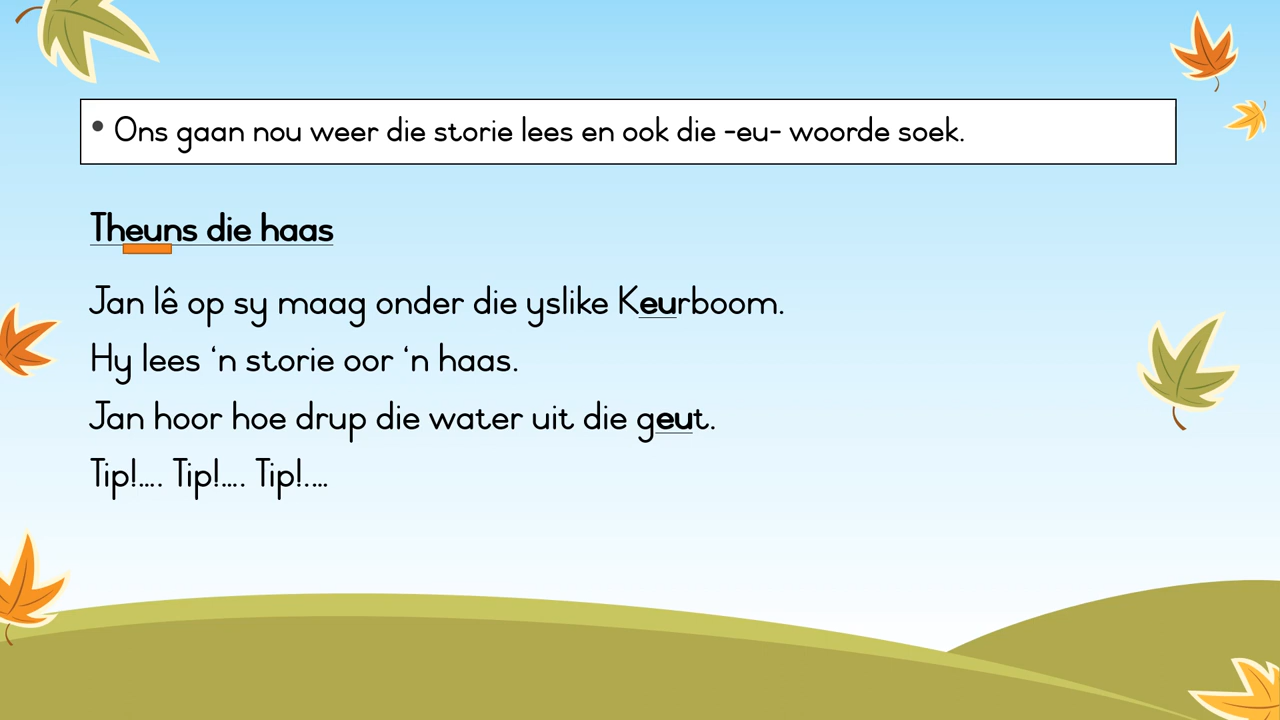 • Ons gaan nou weer die storie lees en ook die -eu- woorde soek.
Theuns die haas
Jan lê op sy maag onder die yslike Keurboom.
Hy lees ‘n storie oor ‘n haas.
Jan hoor hoe drup die water uit die geut.
Tip!.... Tip!.... Tip!....